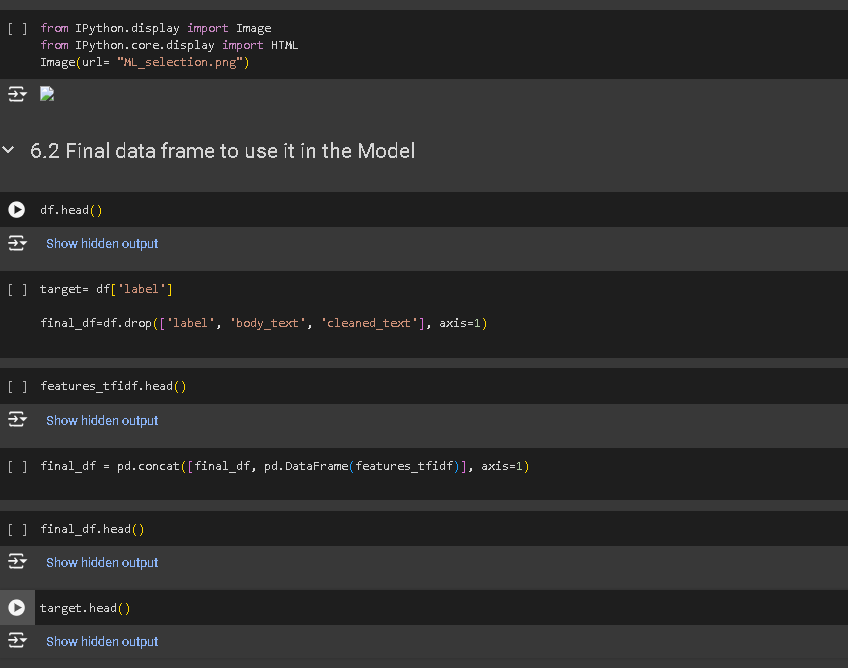 [ ] from IPython.display import Image
from IPython.core.display import HTML
Image(url= "ML_selection.png")
6.2 Final data frame to use it in the Model
df.head()
Show hidden output
[ ] target= df['label']
final_df=df.drop(['label', 'body_text', 'cleaned_text'], axis=1)
[ ] features_tfidf.head()
Show hidden output
[ ] final_df = pd.concat([final_df, pd.DataFrame(features_tfidf)], axis=1)
[ ] final_df.head()
Show hidden output
target.head()
Show hidden output